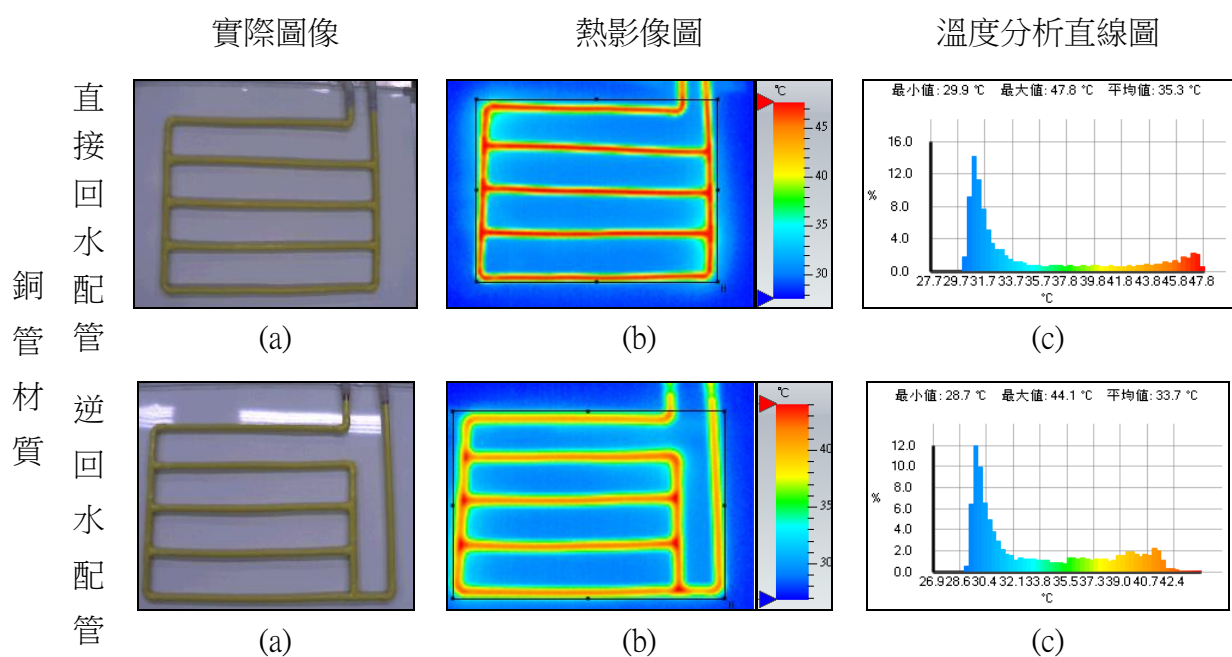 實際圖像
熱影像圖
溫度分析直線圖
銅管材質
直接回水配管
℃
45
40
35
30
最小值: 29.9 ℃ 最大值: 47.8 ℃ 平均值: 35.3 ℃
16.0
12.0
%
8.0
4.0
0.0
27.7 29.7 31.7 33.7 35.7 37.8 39.8 41.8 43.8 45.8 47.8
℃
(a)
(b)
(c)
逆回水配管
℃
40
35
30
最小值: 28.7 ℃ 最大值: 44.1 ℃ 平均值: 33.7 ℃
12.0
10.0
8.0
%
6.0
4.0
2.0
0.0
26.9 28.6 30.4 32.1 33.8 35.5 37.3 39.0 40.7 42.4
℃
(a)
(b)
(c)